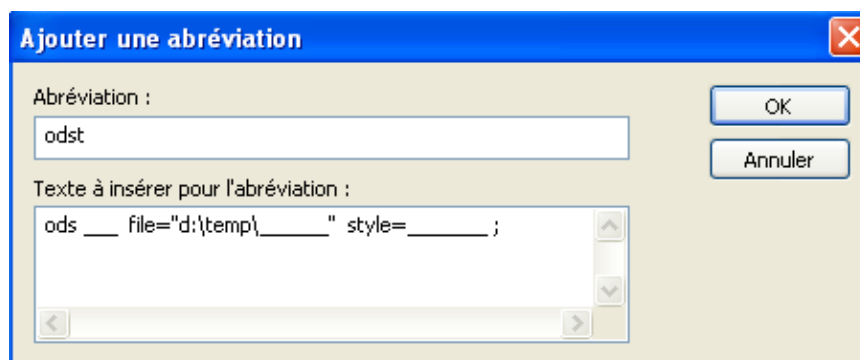 Ajouter une abréviation
Abréviation :
OK
odst
Annuler
Texte à insérer pour l'abréviation :
ods ___ file="d:\temp\______" style=_______ ;